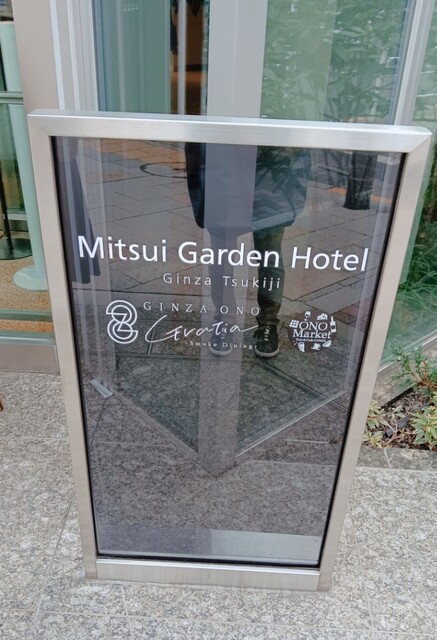 Mitsui Garden Hotel
Ginza Tsukiji
GINZA ONO
Smoke Dining
ONO
Market